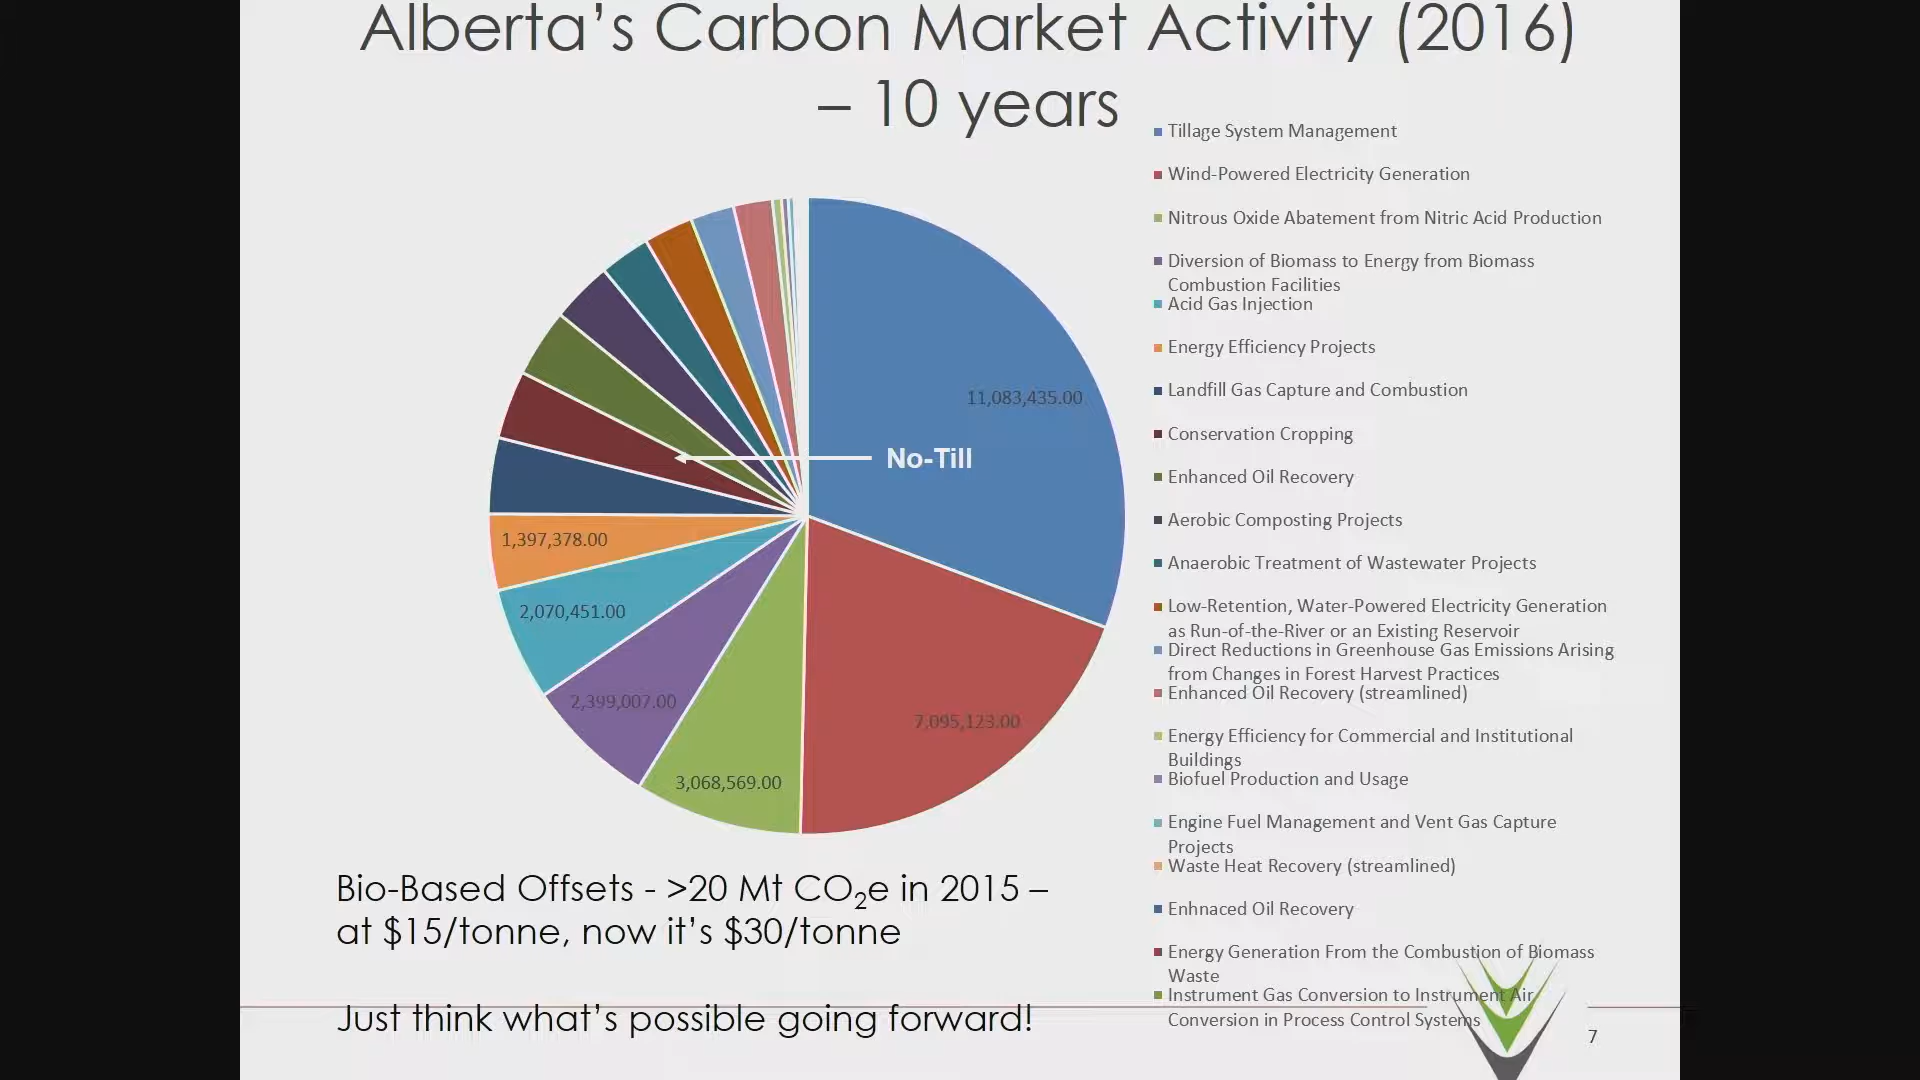 Alberta’s Carbon Market Activity (2016)
– 10 years
Tillage System Management
Wind-Powered Electricity Generation
Nitrous Oxide Abatement from Nitric Acid Production
Diversion of Biomass to Energy from Biomass
Combustion Facilities
Acid Gas Injection
Energy Efficiency Projects
Landfill Gas Capture and Combustion
Conservation Cropping
Enhanced Oil Recovery
Aerobic Composting Projects
Anaerobic Treatment of Wastewater Projects
Low-Retention, Water-Powered Electricity Generation
as Run-of-the-River or an Existing Reservoir
Direct Reductions in Greenhouse Gas Emissions Arising
from Changes in Forest Harvest Practices
Enhanced Oil Recovery (streamlined)
Energy Efficiency for Commercial and Institutional
Buildings
Biofuel Production and Usage
Engine Fuel Management and Vent Gas Capture
Projects
Waste Heat Recovery (streamlined)
Enhnaced Oil Recovery
Energy Generation From the Combustion of Biomass
Waste
Instrument Gas Conversion to Instrument Air
Conversion in Process Control Systems
11,083,435.00
No-Till
1,397,378.00
2,070,451.00
2,399,007.00
7,095,123.00
3,068,569.00
Bio-Based Offsets - >20 Mt CO₂e in 2015 –
at $15/tonne, now it’s $30/tonne
Just think what’s possible going forward!
7